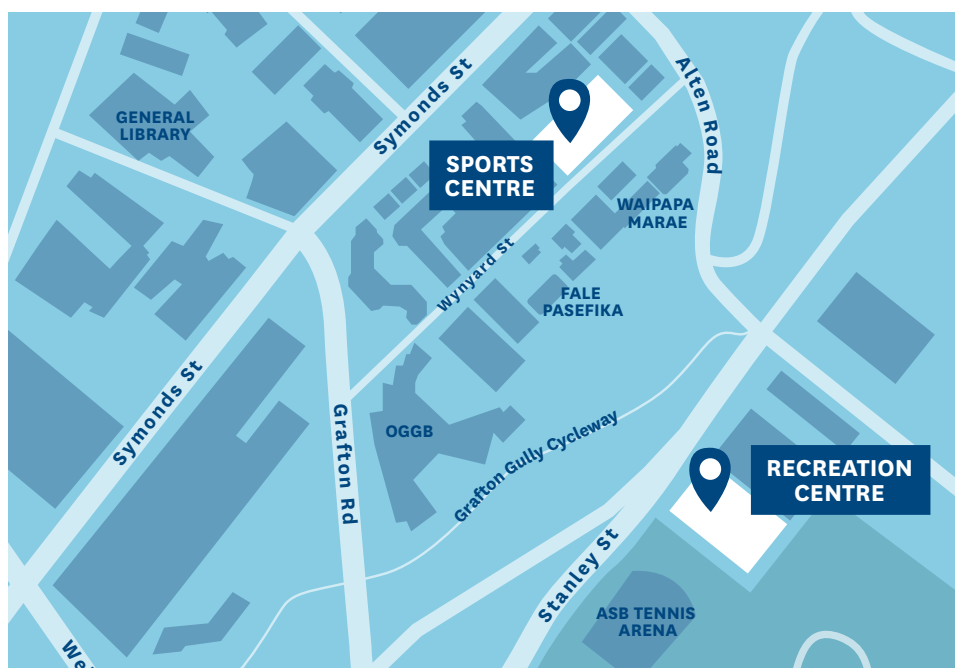 Symonds St
Alten Road
GENERAL
LIBRARY
SPORTS
CENTRE
WAIPAPA
MARAE
Wynyard St
FALE
PASEFIKA
Symonds St
Grafton Rd
OGGB
Grafton Gully Cycleway
RECREATION
CENTRE
Stanley St
ASB TENNIS
ARENA